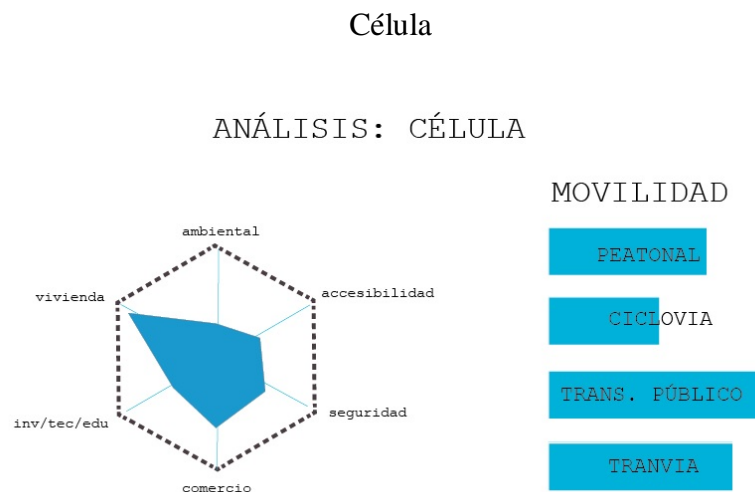 Célula
ANÁLISIS: CÉLULA
MOVILIDAD
ambiental
accesibilidad
vivienda
seguridad
inv/tec/edu
comercio
PEATONAL
CICLOVIA
TRANS. PÚBLICO
TRANVIA